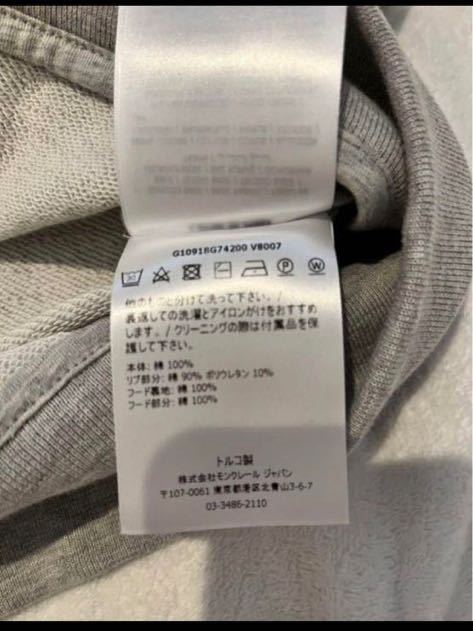 G10918G74200 V8007
P W
他のものと分けて洗って下さい。/
裏返しての洗濯とアイロンがけをおすすめ
します。/ クリーニングの際は付属品を保
護して下さい。
本体: 綿 100%
リブ部分: 綿 90% ポリウレタン 10%
フード裏地: 綿 100%
フード部分: 綿 100%
トルコ製
株式会社モンクレール ジャパン
〒107-0061 東京都港区北青山3-6-7
03-3486-2110